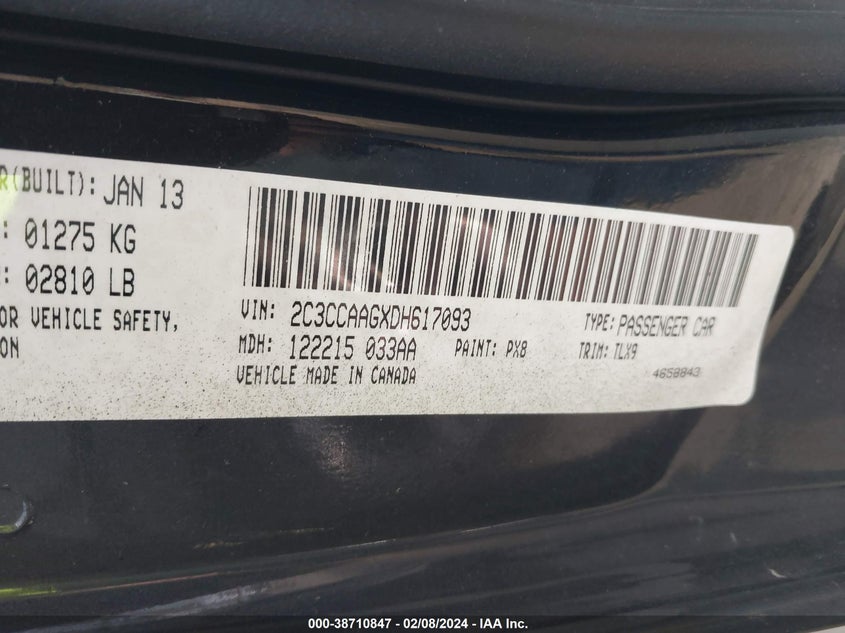 R(BUILT): JAN 13
: 01275 KG
: 02810 LB
OR VEHICLE SAFETY,
ON
VIN: 2C3CCAAGXDH617093
TYPE: PASSENGER CAR
MDH: 122215 033AA
PAINT: PX8
TRIM: TLX9
VEHICLE MADE IN CANADA
4658843
000-38710847 — 02/08/2024 - IAA Inc.